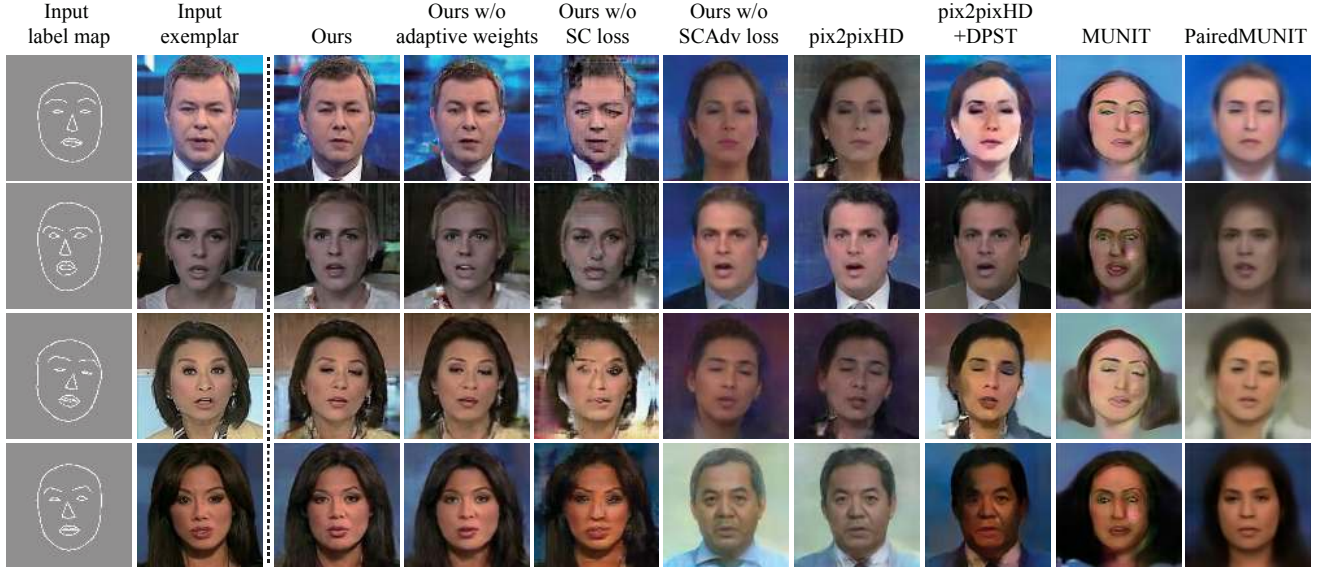 Input label map
Input exemplar
Ours
Ours w/o adaptive weights
Ours w/o SC loss
Ours w/o SCAdv loss
pix2pixHD
pix2pixHD +DPST
MUNIT
PairedMUNIT